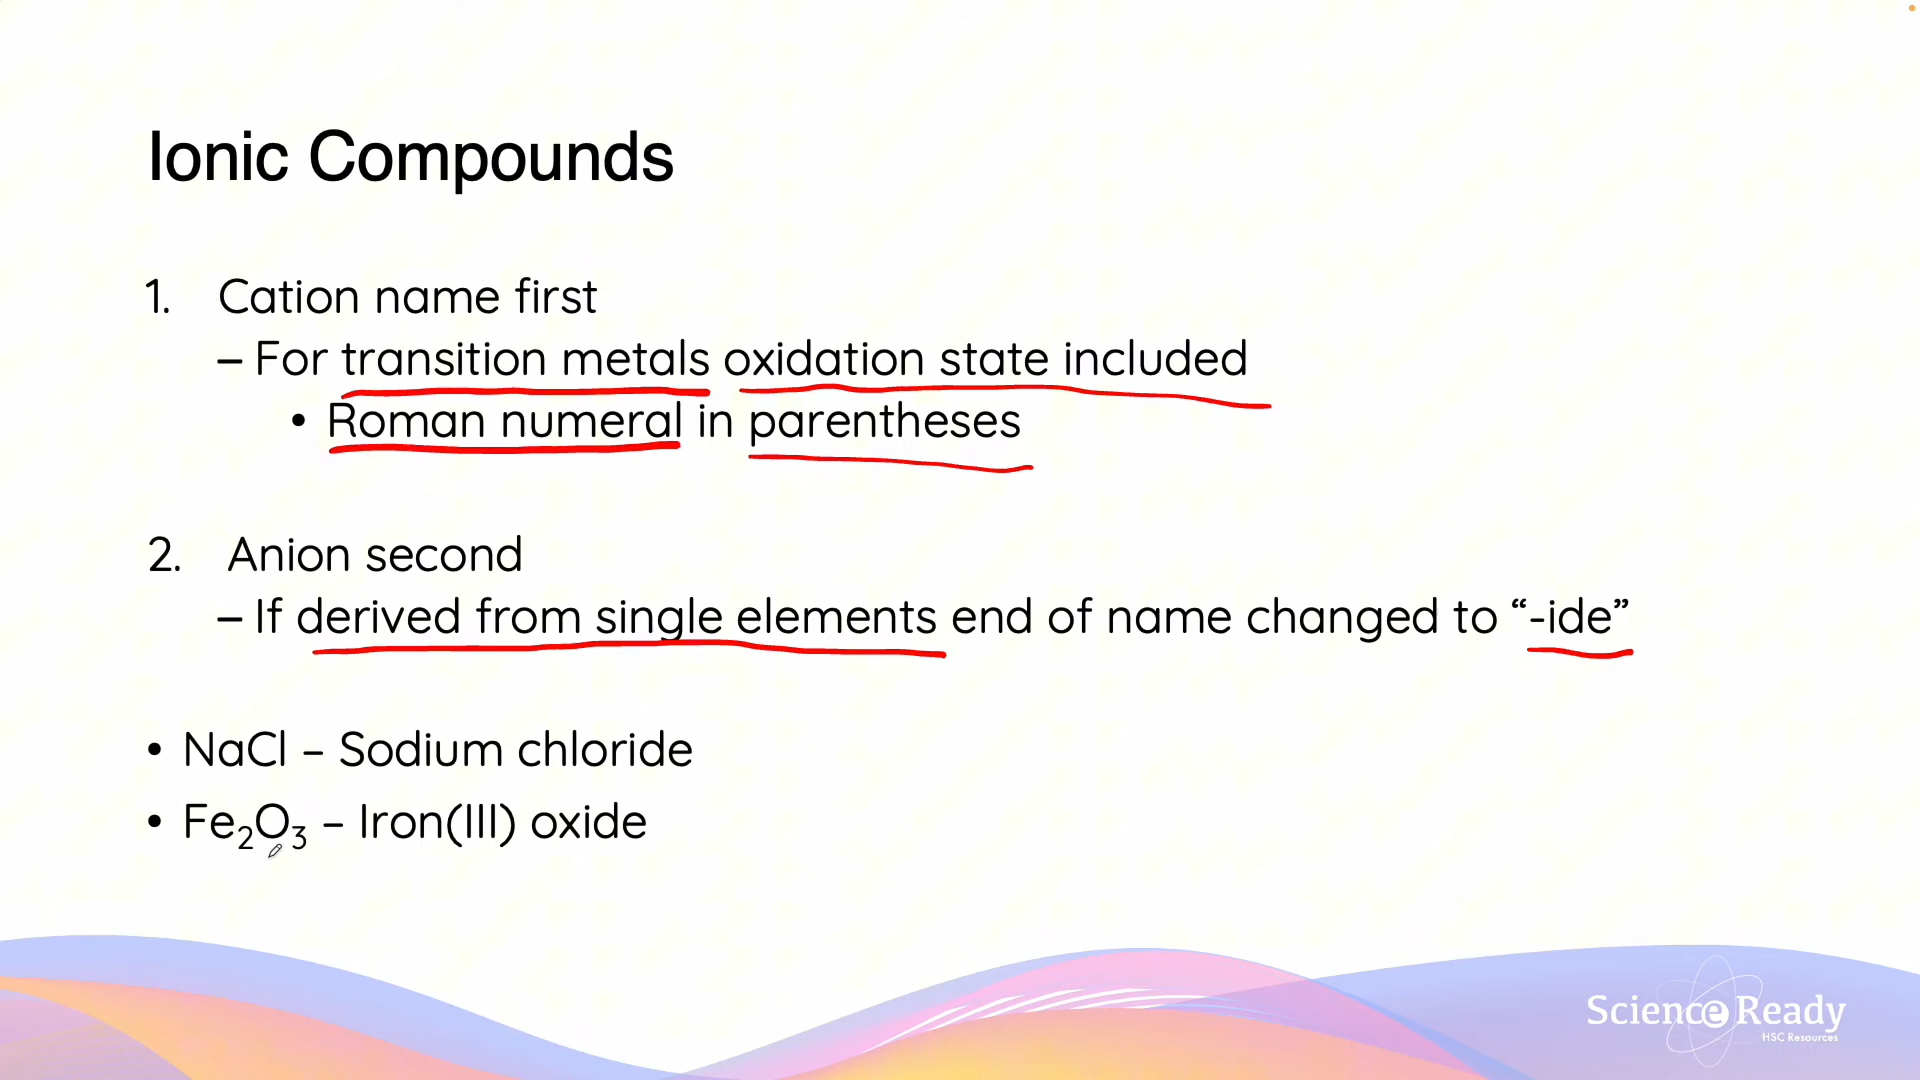 Ionic Compounds
1. Cation name first
– For transition metals oxidation state included
• Roman numeral in parentheses
2. Anion second
– If derived from single elements end of name changed to “-ide”
• NaCl – Sodium chloride
• Fe₂O₃ – Iron(III) oxide
Science Ready
HSC Resources